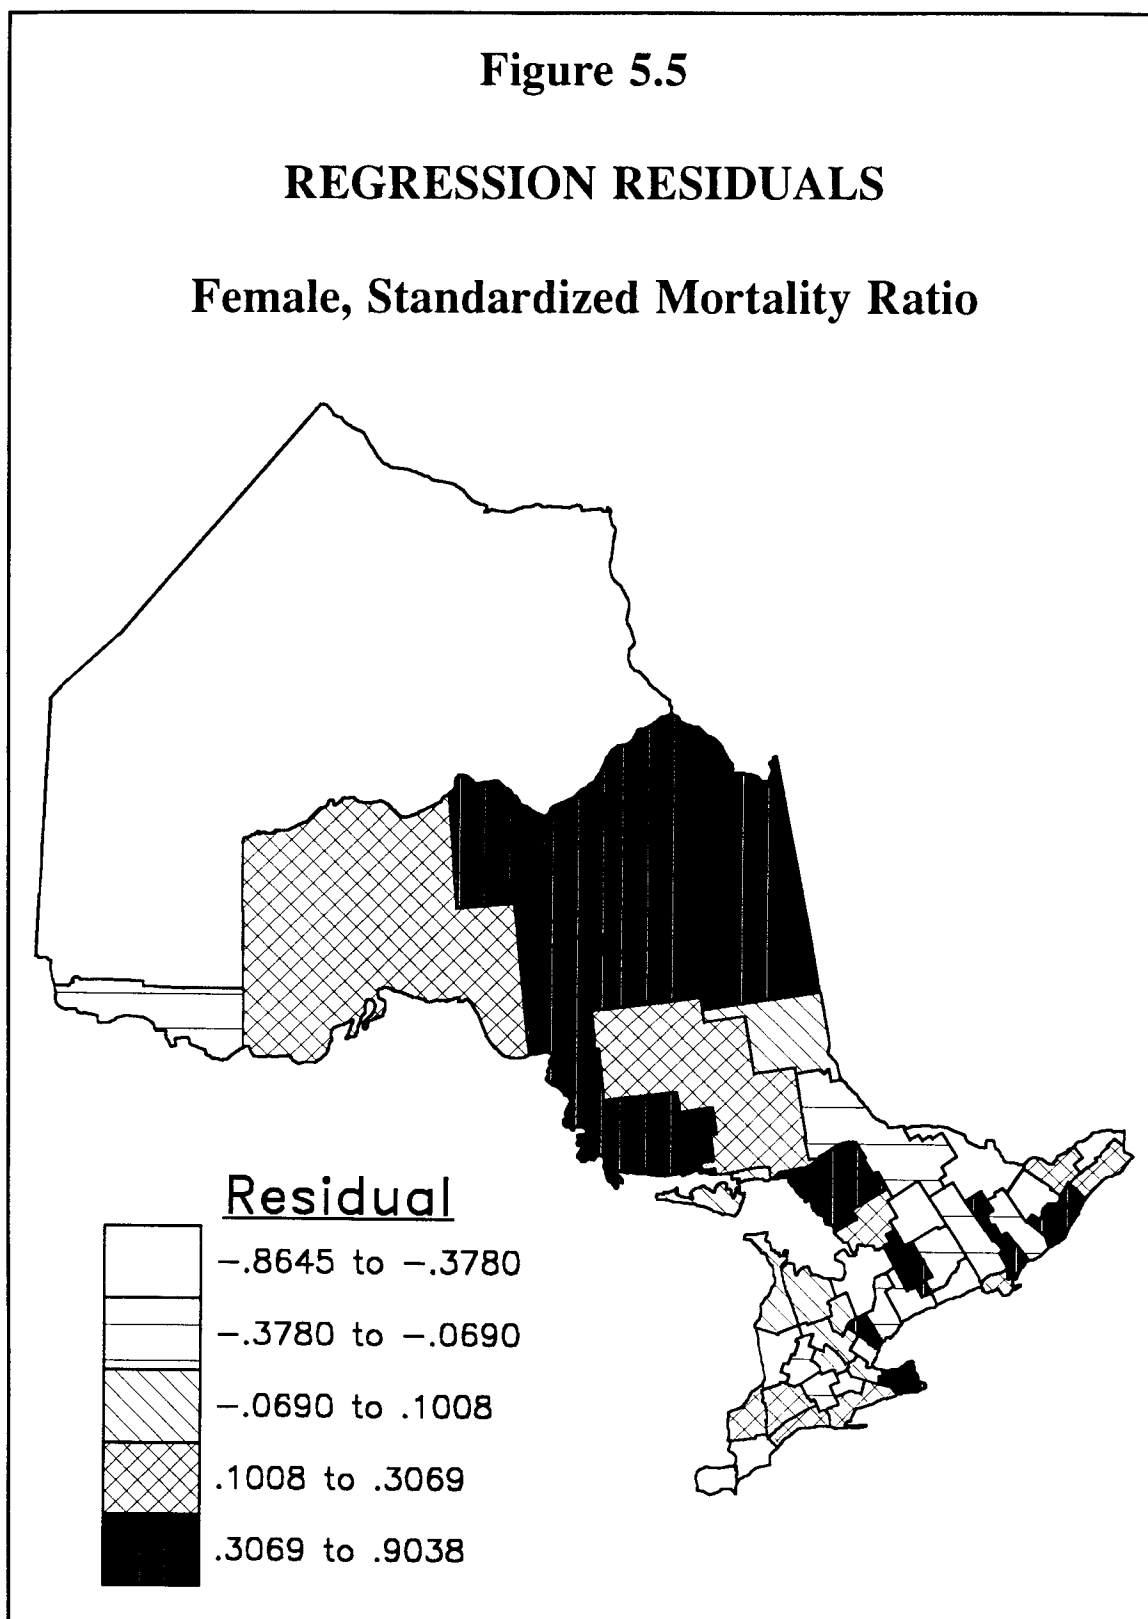 Figure 5.5
REGRESSION RESIDUALS
Female, Standardized Mortality Ratio
Residual
-.8645 to -.3780
-.3780 to -.0690
-.0690 to .1008
.1008 to .3069
.3069 to .9038